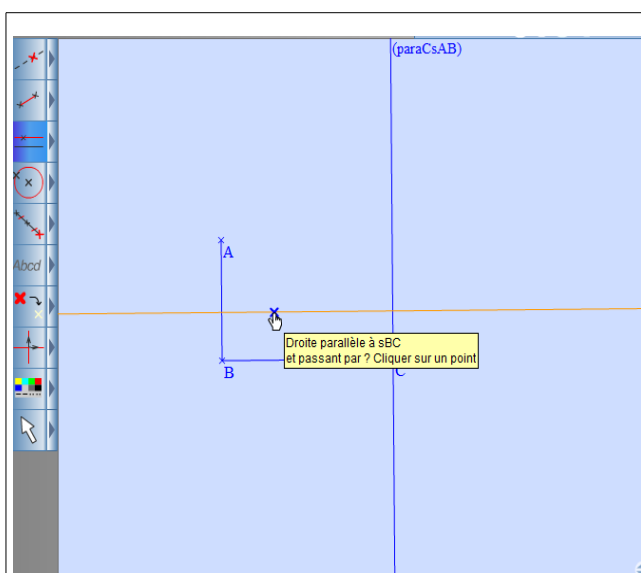 (paraCsAB)
A
Abcd
Droite parallèle à sBC
et passant par ? Cliquer sur un point
B
C